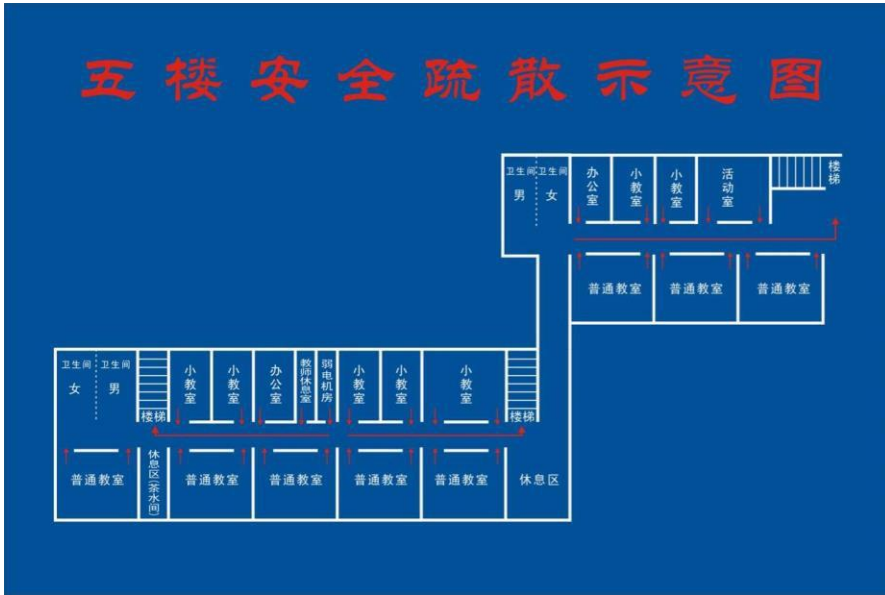 五楼安全疏散示意图
卫生间 卫生间
男 女
办公室
小教室
小教室
活动室
楼梯
普通教室 普通教室 普通教室
卫生间 卫生间
女 男
楼梯
小教室
小教室
办公室
教师休息室
弱电机房
小教室
小教室
小教室
楼梯
普通教室
休息区(茶水间)
普通教室 普通教室 普通教室 普通教室 休息区